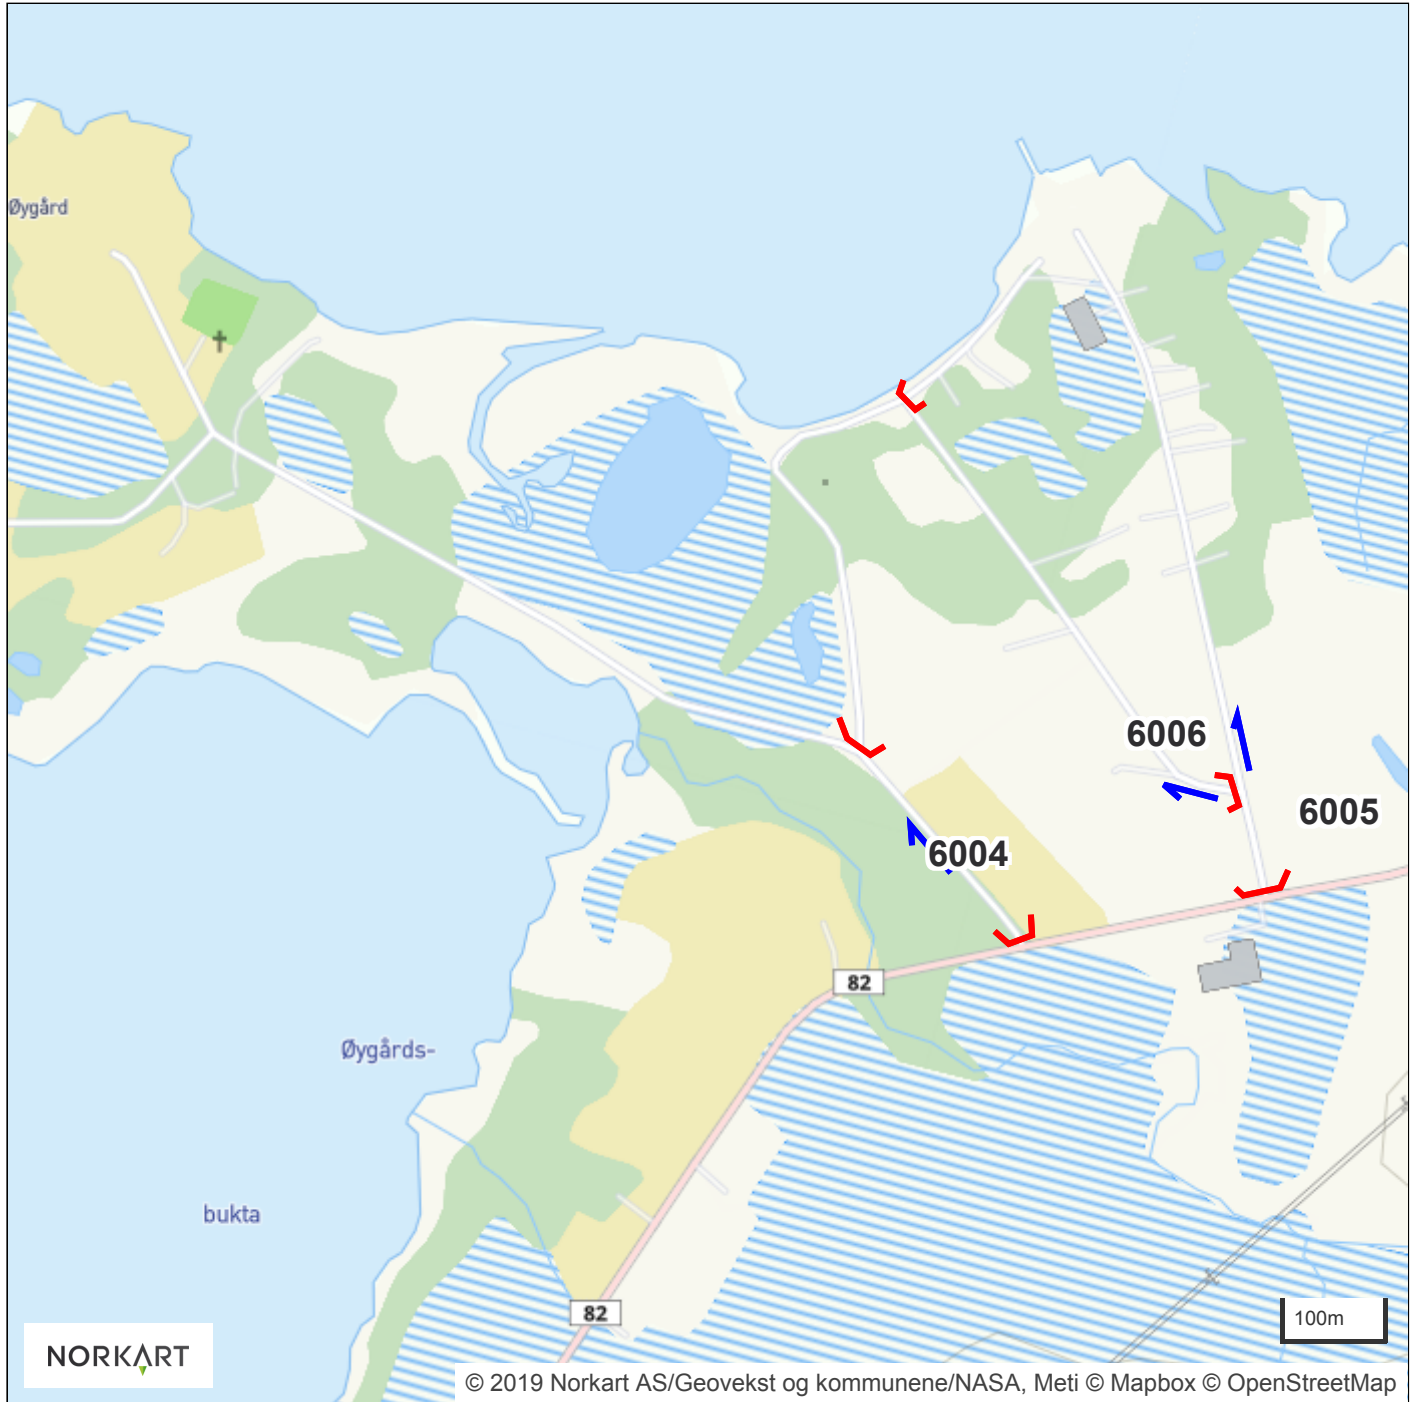 Øygård
6006
6005
6004
82
Øygårds-
bukta
82
100m
NORKART
© 2019 Norkart AS/Geovekst og kommunene/NASA, Meti © Mapbox © OpenStreetMap